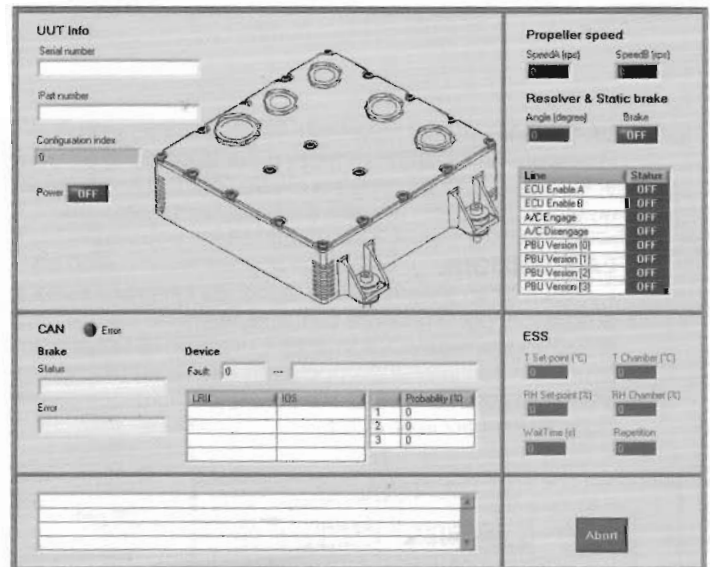 UUT Info
Serial number
Part number
Configuration index
0
Power OFF
Propeller speed
SpeedA [rps] SpeedB [rps]
0 0
Resolver & Static brake
Angle [degree] Brake
0 OFF
Line Status
ECU Enable A OFF
ECU Enable B OFF
A/C Engage OFF
A/C Disengage OFF
PBU Version [0] OFF
PBU Version [1] OFF
PBU Version [2] OFF
PBU Version [3] OFF
CAN Error
Brake Device
Status
Fault: 0 ---
Error
LRU IOS Probability [%]
1 0
2 0
3 0
ESS
T Set-point [°C] T Chamber [°C]
0 0
RH Set-point [%] RH Chamber [%]
0 0
WaitTime [s] Repetition
0 0
Abort